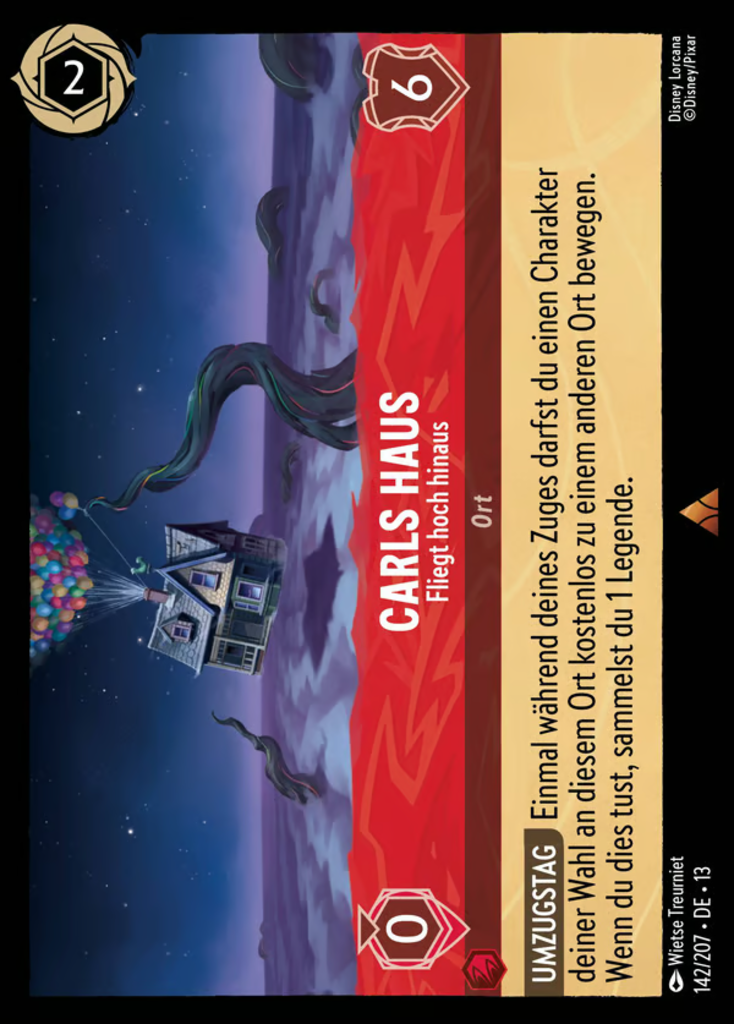 2
0
6
CARLS HAUS
Fliegt hoch hinaus
Ort
UMZUGSTAG Einmal während deines Zuges darfst du einen Charakter
deiner Wahl an diesem Ort kostenlos zu einem anderen Ort bewegen.
Wenn du dies tust, sammelst du 1 Legende.
Wietse Treurniet
142/207 • DE • 13
Disney Lorcana
©Disney/Pixar